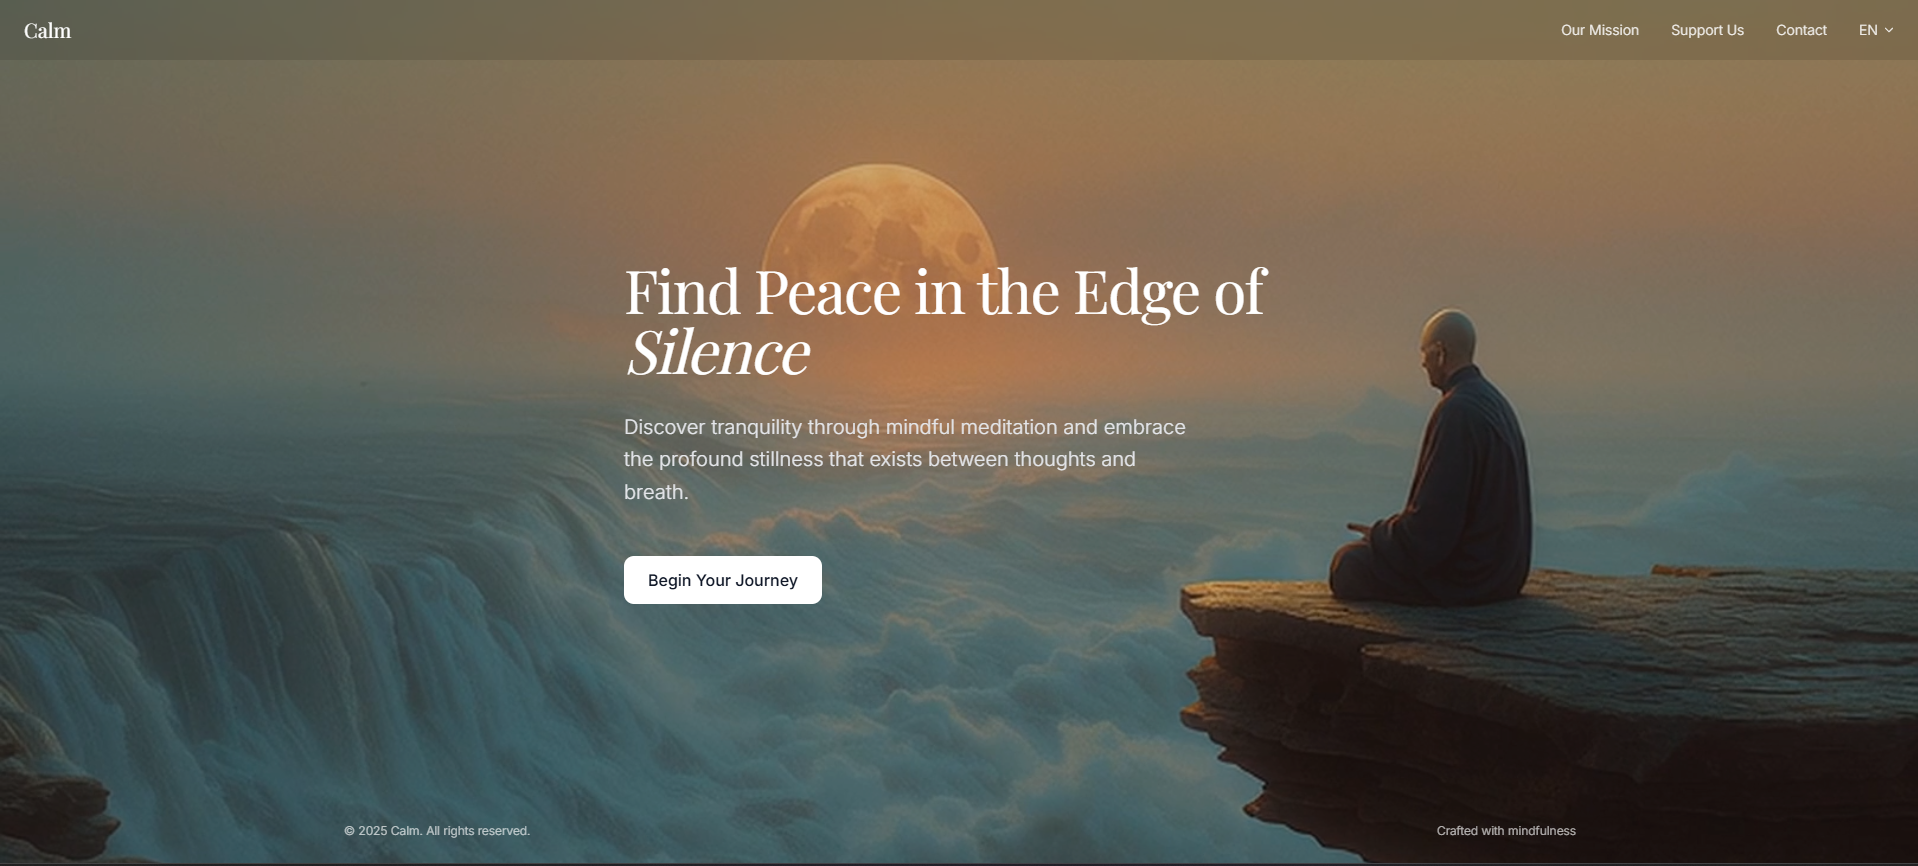 Calm
Our Mission
Support Us
Contact
EN
Find Peace in the Edge of
Silence
Discover tranquility through mindful meditation and embrace
the profound stillness that exists between thoughts and
breath.
Begin Your Journey
© 2025 Calm. All rights reserved.
Crafted with mindfulness